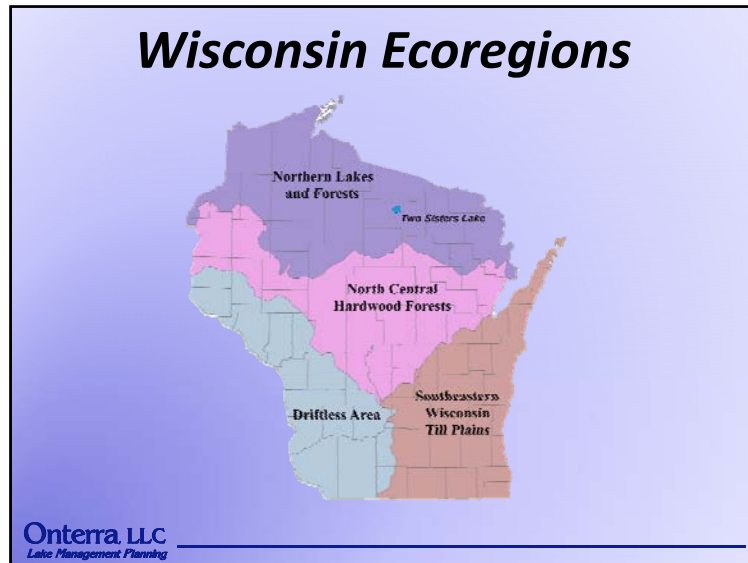 Wisconsin Ecoregions
Northern Lakes
and Forests
Two Sisters Lake
North Central
Hardwood Forests
Driftless Area
Southeastern
Wisconsin
Till Plains
Onterra, LLC
Lake Management Planning